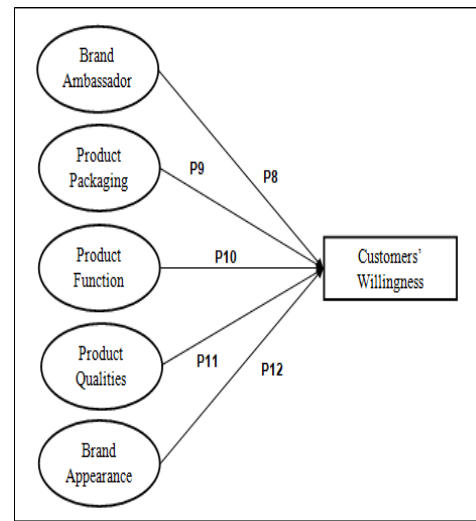 Brand
Ambassador
Product
Packaging
P9
P8
Product
Function
P10
Customers’
Willingness
Product
Qualities
P11
P12
Brand
Appearance